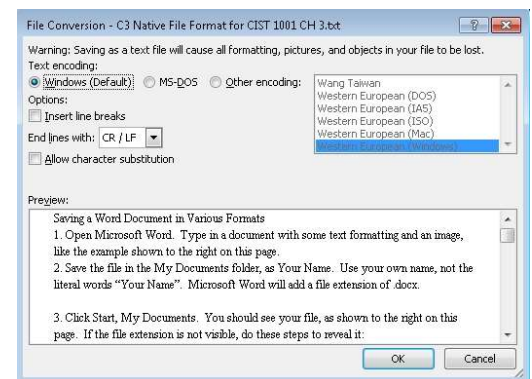 File Conversion - C3 Native File Format for CIST 1001 CH 3.txt
Warning: Saving as a text file will cause all formatting, pictures, and objects in your file to be lost.
Text encoding:
Windows (Default) MS-DOS Other encoding:
Wang Taiwan
Western European (DOS)
Western European (IA5)
Western European (ISO)
Western European (Mac)
Western European (Windows)
Options:
Insert line breaks
End lines with: CR / LF
Allow character substitution
Preview:
Saving a Word Document in Various Formats
1. Open Microsoft Word. Type in a document with some text formatting and an image,
like the example shown to the right on this page.
2. Save the file in the My Documents folder, as Your Name. Use your own name, not the
literal words “Your Name”. Microsoft Word will add a file extension of .docx.
3. Click Start, My Documents. You should see your file, as shown to the right on this
page. If the file extension is not visible, do these steps to reveal it:
OK Cancel